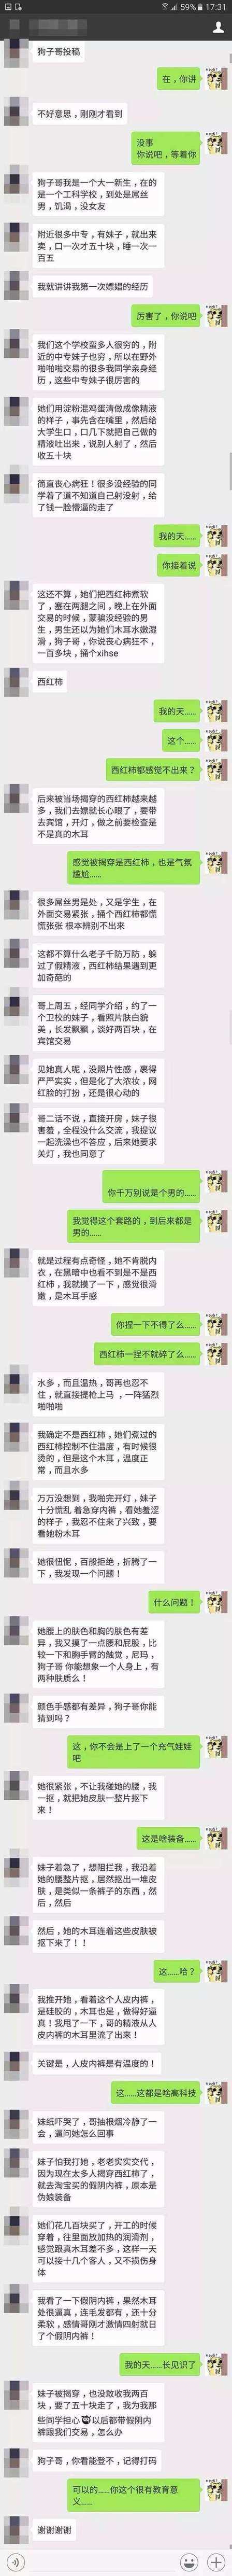 59% 17:31
狗子哥投稿
在，你讲
不好意思，刚刚才看到
没事
你说吧，等着你
狗子哥我是一个大一新生，在的
是一个工科学校，到处是屌丝
男，饥渴，没女友
附近很多中专，有妹子，就出来
卖，口一次才五十块，睡一次一
百五
我就讲讲我第一次嫖娼的经历
厉害了，你说吧
我们这个学校蛮多人很穷的，附
近的中专妹子也穷，所以在野外
啪啪啪交易的很多我同学亲身经
历，这些中专妹子很厉害的
她们用淀粉混鸡蛋清做成像精液
的样子，事先含在嘴里，然后给
大学生口，口几下就把自己做的
精液吐出来，说别人射了，然后
收五十块
简直丧心病狂！很多没经验的同
学着了道不知道自己射没射，给
了钱一脸懵逼的走了
我的天……
你接着说
这还不算，她们把西红柿煮软
了，塞在两腿之间，晚上在外面
交易的时候，蒙骗没经验的男
生，男生还以为她们木耳水嫩湿
滑，狗子哥，你说丧心病狂不，
一百多块，捅个xihse
西红柿
我的天……
这个……
西红柿都感觉不出来？
后来被当场揭穿的西红柿越来越
多，我们去嫖就长心眼了，要带
去宾馆，开灯，做之前要检查是
不是真的木耳
感觉被揭穿是西红柿，也是气氛
尴尬……
很多屌丝男是处，又是学生，在
外面交易紧张，捅个西红柿都慌
慌张张 根本辨别不出来
这都不算什么老子千防万防，躲
过了假精液，西红柿结果遇到更
加奇葩的
哥上周五，经同学介绍，约了一
个卫校的妹子，看照片肤白貌
美，长发飘飘，谈好两百块，在
宾馆交易
见她真人呢，没照片性感，裹得
严严实实，但是化了大浓妆，网
红脸的打扮，还是很心动的
哥二话不说，直接开房，妹子很
害羞，全程没什么交流，我提议
一起洗澡也不答应，后来她要求
关灯，我也同意了
你千万别说是个男的……
我觉得这个套路的，到后来都是
男的……
就是过程有点奇怪，她不肯脱内
衣，在黑暗中也看不到是不是西
红柿，我就摸了一下，感觉很滑
嫩，是木耳手感
你捏一下不得了么……
西红柿一捏不就碎了么……
水多，而且温热，哥再也忍不
住，就直接提枪上马 ，一阵猛烈
啪啪啪
我确定不是西红柿，她们煮过的
西红柿控制不住温度，有时候很
烫的，但是这个木耳，温度正
常，而且水多
万万没想到，我啪完开灯，妹子
十分慌乱 着急穿内裤，看她羞涩
的样子，我忍不住来了兴致，要
看她粉木耳
她很忸怩，百般拒绝，折腾了一
下，我发现一个问题！
什么问题！
她腰上的肤色和胸的肤色有差
异，我又摸了一点腰和屁股，比
较一下和胸手臂的触觉，尼玛，
狗子哥 你能想象一个人身上，有
两种肤质么！
颜色手感都有差异，狗子哥你能
猜到吗？
这，你不会是上了一个充气娃娃
吧
她很紧张，不让我碰她的腰，我
一抠，就把她皮肤一整片抠下
来！
这是啥装备……
妹子着急了，想阻拦我，我沿着
她的腰整片抠，居然抠出一堆皮
肤，是类似一条裤子的东西，然
后，然后
然后，她的木耳连着这些皮肤被
抠下来了！！
这……哈？
我推开她，看着这个人皮内裤，
是硅胶的，木耳也是，做得好逼
真！我甩了一下，哥的精液从人
皮内裤的木耳里流了出来！
关键是，人皮内裤是有温度的！
这……这都是啥高科技
妹纸吓哭了，哥抽根烟冷静了一
会，逼问她怎么回事
妹子怕我打她，老老实实交代，
因为现在太多人揭穿西红柿了，
就去淘宝买的假阴内裤，原本是
伪娘装备
她们花几百块买了，开工的时候
穿着，往里面放加热的润滑剂，
感觉跟真木耳差不多，这样一天
可以接十几个客人，又不损伤身
体
我看了一下假阴内裤，果然木耳
处很逼真，连毛发都有，还十分
柔软，感情哥刚才激情四射就日
了个假阴内裤！
我的天……长见识了
妹子被揭穿，也没敢收我两百
块，要了五十块走了，我为我那
些同学担心以后都带假阴内
裤跟我们交易，怎么办
狗子哥，你看能登不，记得打码
可以的……你这个很有教育意
义……
谢谢谢谢